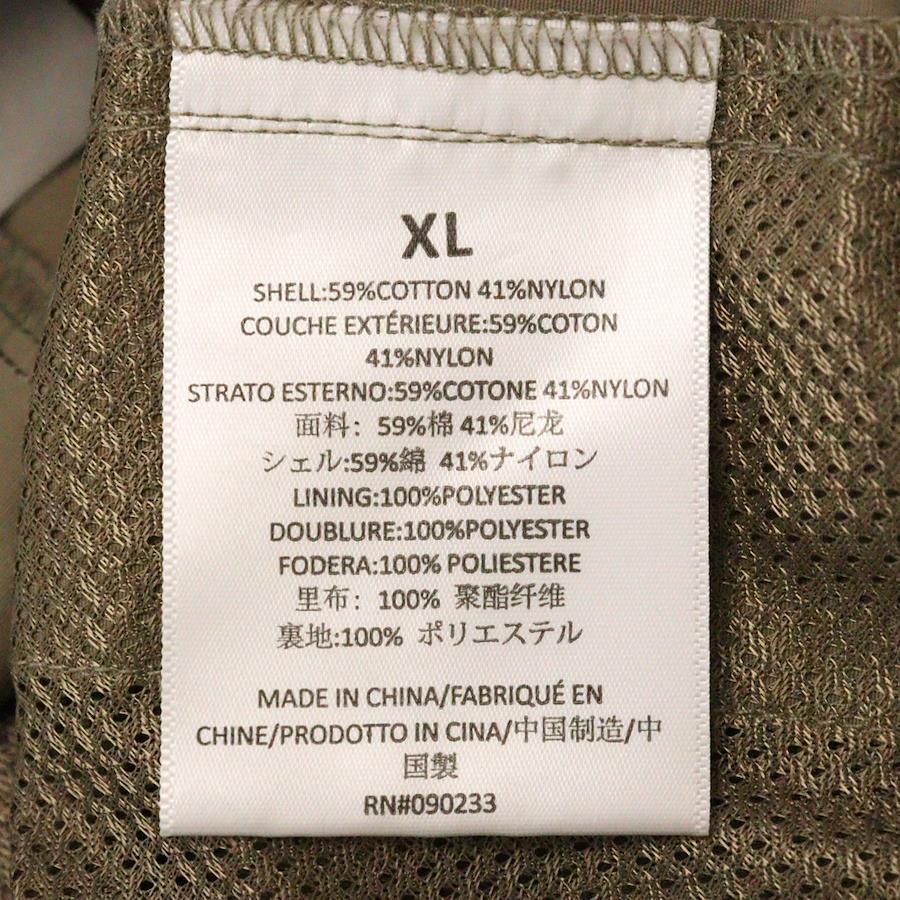 XL
SHELL:59%COTTON 41%NYLON
COUCHE EXTÉRIEURE:59%COTON
41%NYLON
STRATO ESTERNO:59%COTONE 41%NYLON
面料：59%棉 41%尼龙
シェル:59%綿 41%ナイロン
LINING:100%POLYESTER
DOUBLURE:100%POLYESTER
FODERA:100% POLIESTERE
里布：100% 聚酯纤维
裏地:100% ポリエステル
MADE IN CHINA/FABRIQUÉ EN
CHINE/PRODOTTO IN CINA/中国制造/中
国製
RN#090233